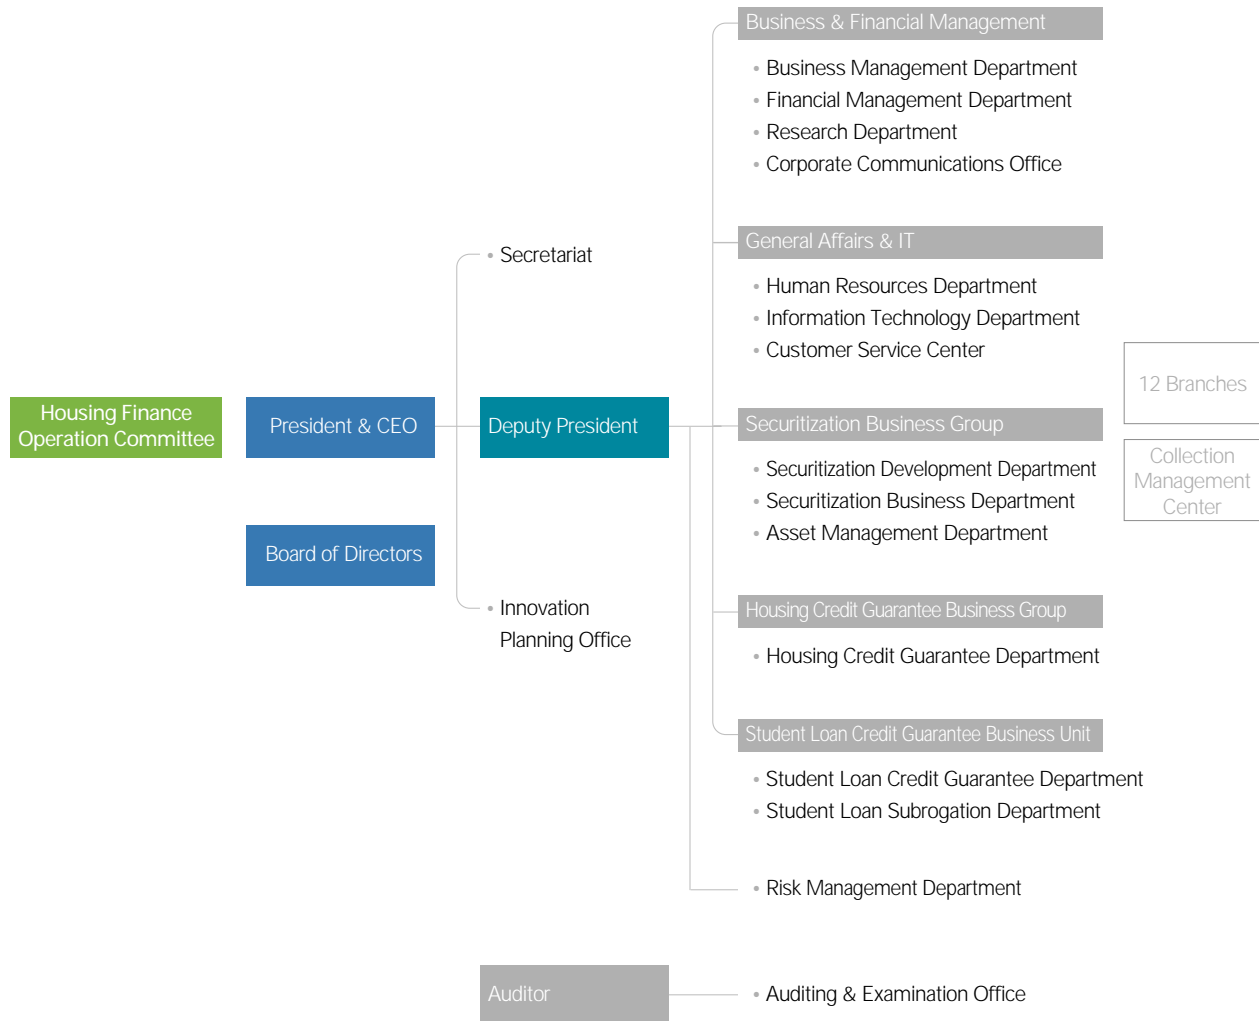 Housing Finance
Operation Committee
President & CEO
Board of Directors
• Secretariat
Deputy President
• Innovation
Planning Office
Business & Financial Management
• Business Management Department
• Financial Management Department
• Research Department
• Corporate Communications Office
General Affairs & IT
• Human Resources Department
• Information Technology Department
• Customer Service Center
Securitization Business Group
• Securitization Development Department
• Securitization Business Department
• Asset Management Department
Housing Credit Guarantee Business Group
• Housing Credit Guarantee Department
Student Loan Credit Guarantee Business Unit
• Student Loan Credit Guarantee Department
• Student Loan Subrogation Department
• Risk Management Department
12 Branches
Collection
Management
Center
Auditor
• Auditing & Examination Office